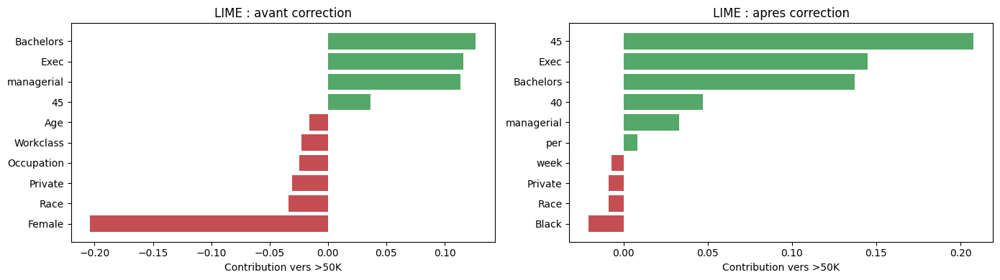 LIME : avant correction
Bachelors
Exec
managerial
45
Age
Workclass
Occupation
Private
Race
Female
−0.20 −0.15 −0.10 −0.05 0.00 0.05 0.10
Contribution vers >50K
LIME : apres correction
45
Exec
Bachelors
40
managerial
per
week
Private
Race
Black
0.00 0.05 0.10 0.15 0.20
Contribution vers >50K